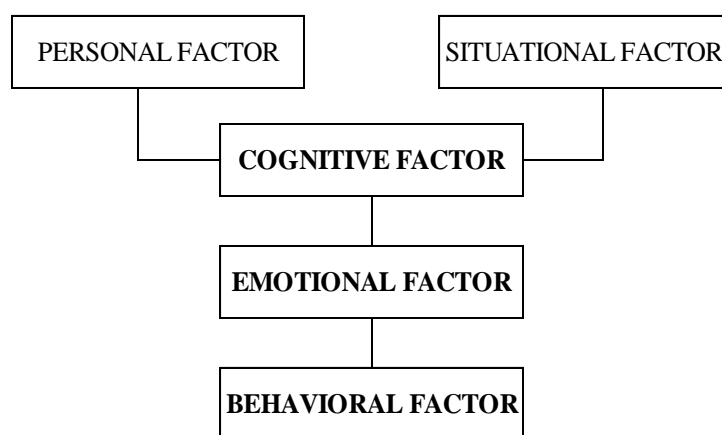 PERSONAL FACTOR
SITUATIONAL FACTOR
COGNITIVE FACTOR
EMOTIONAL FACTOR
BEHAVIORAL FACTOR